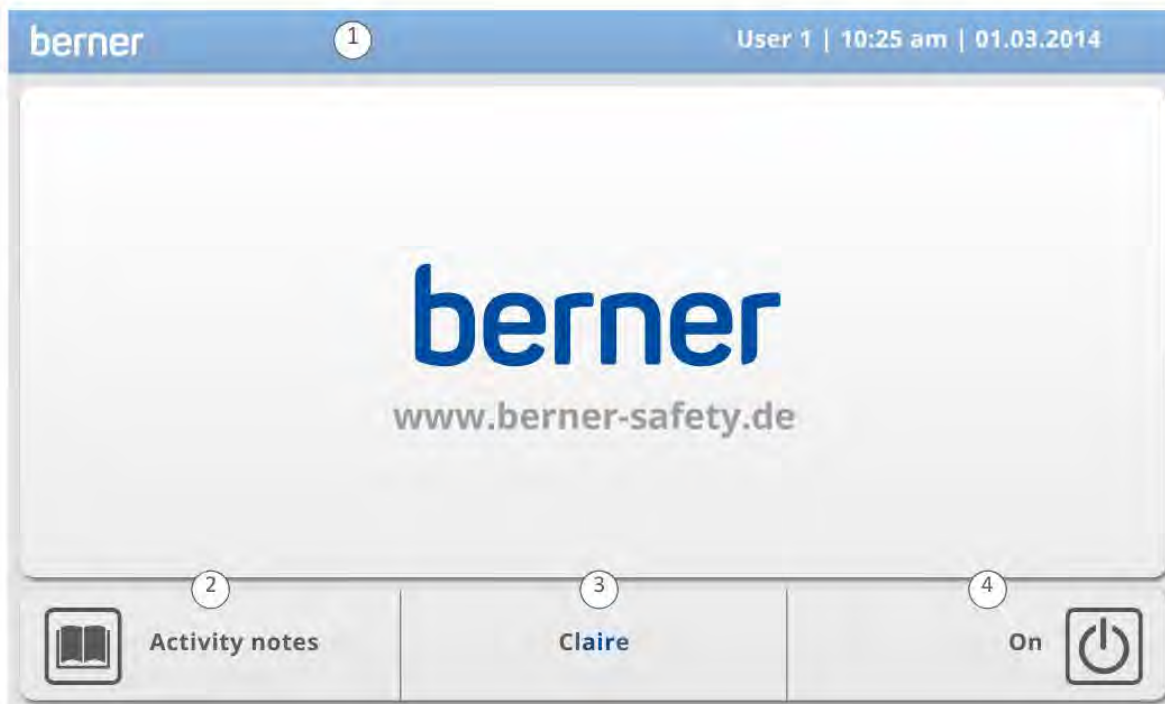 berner 1 User 1 | 10:25 am | 01.03.2014
berner
www.berner-safety.de
2 3 4
Activity notes Claire On